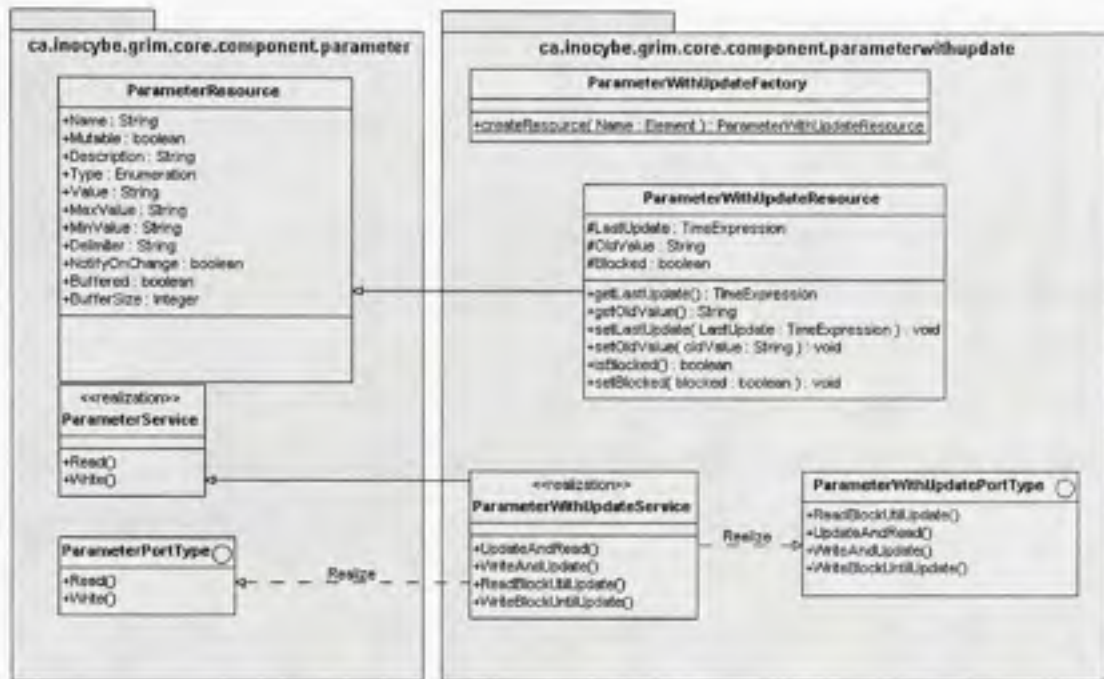 ca.inocybe.grim.core.component.parameter
ParameterResource
+Name : String
+Mutable : boolean
+Description : String
+Type : Enumeration
+Value : String
+MaxValue : String
+MinValue : String
+Delimiter : String
+NotifyOnChange : boolean
+Buffered : boolean
+BufferSize : Integer
<<realization>>
ParameterService
+Read()
+Write()
ParameterPortType
+Read()
+Write()
Realize
ca.inocybe.grim.core.component.parameterwithupdate
ParameterWithUpdateFactory
+createResource( Name : Element ) : ParameterWithUpdateResource
ParameterWithUpdateResource
#LastUpdate : TimeExpression
#OldValue : String
#Blocked : boolean
+getLastUpdate() : TimeExpression
+getOldValue() : String
+setLastUpdate( LastUpdate : TimeExpression ) : void
+setOldValue( oldValue : String ) : void
+isBlocked() : boolean
+setBlocked( blocked : boolean ) : void
<<realization>>
ParameterWithUpdateService
+UpdateAndRead()
+WriteAndUpdate()
+ReadBlockUtilUpdate()
+WriteBlockUntilUpdate()
Realize
ParameterWithUpdatePortType
+ReadBlockUtilUpdate()
+UpdateAndRead()
+WriteAndUpdate()
+WriteBlockUntilUpdate()